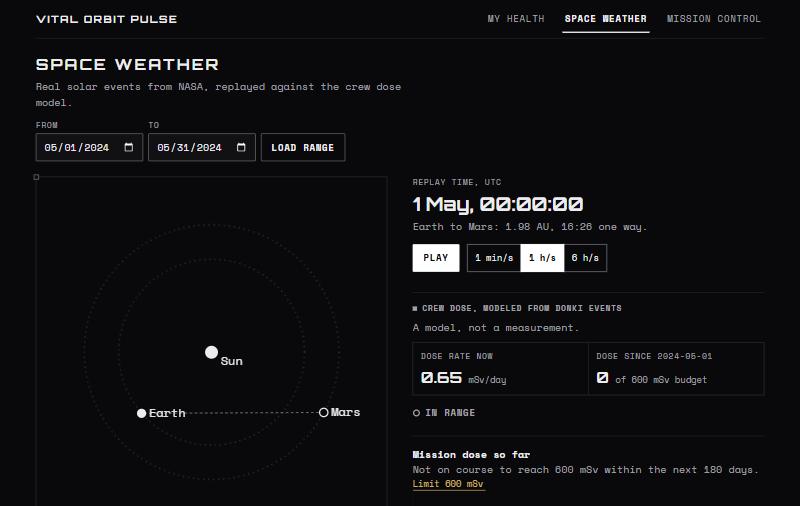 VITAL ORBIT PULSE
MY HEALTH
SPACE WEATHER
MISSION CONTROL
SPACE WEATHER
Real solar events from NASA, replayed against the crew dose
model.
FROM
TO
05/01/2024
05/31/2024
LOAD RANGE
Sun
Earth
Mars
REPLAY TIME, UTC
1 May, 00:00:00
Earth to Mars: 1.98 AU, 16:26 one way.
PLAY
1 min/s
1 h/s
6 h/s
CREW DOSE, MODELED FROM DONKI EVENTS
A model, not a measurement.
DOSE RATE NOW
0.65 mSv/day
DOSE SINCE 2024-05-01
0 of 600 mSv budget
IN RANGE
Mission dose so far
Not on course to reach 600 mSv within the next 180 days.
Limit 600 mSv